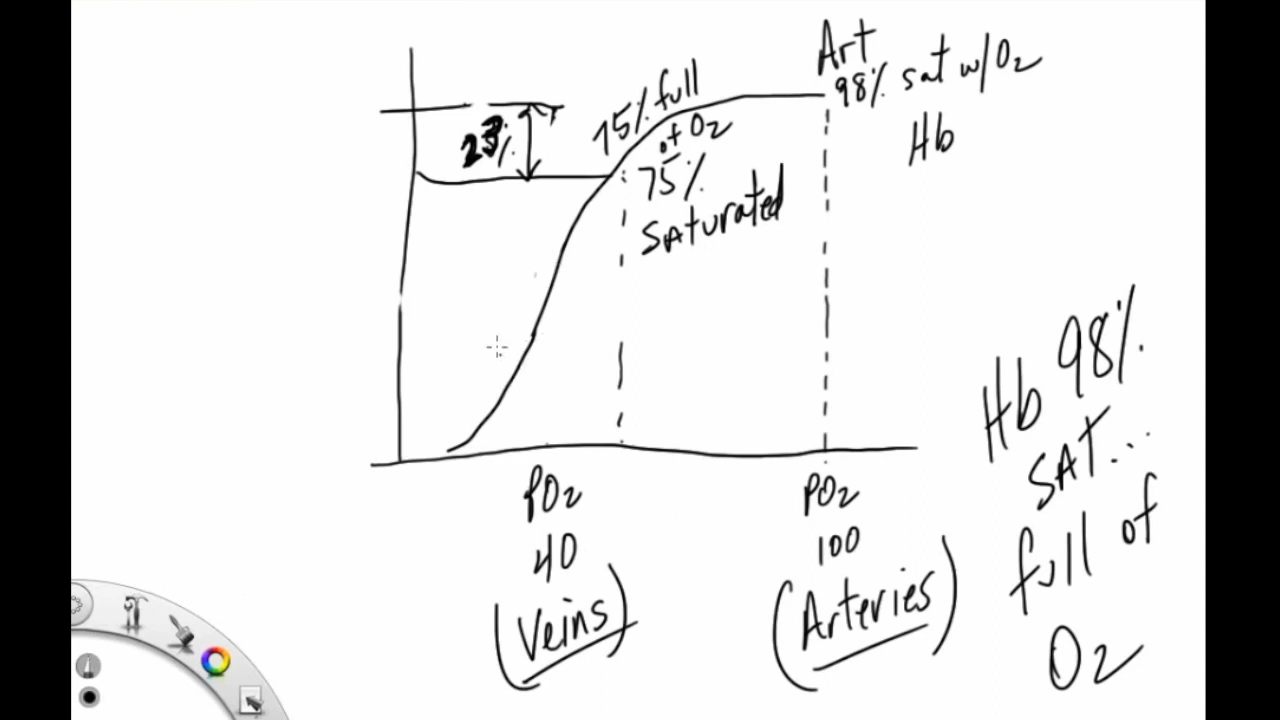 Art
98% sat w/O2
Hb
75% full
of O2
23%
75%
SATurated
Hb 98%
SAT...
full of
O2
PO2
40
(Veins)
PO2
100
(Arteries)